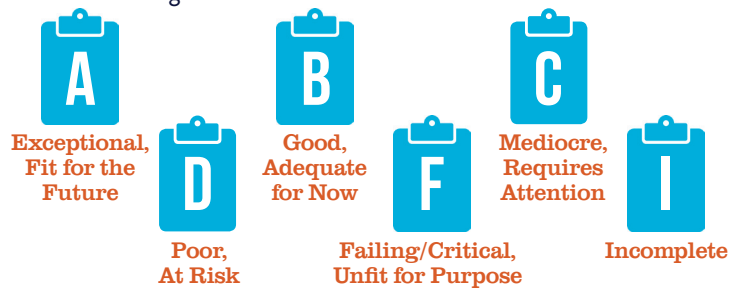 A
Exceptional,
Fit for the
Future
D
Poor,
At Risk
B
Good,
Adequate
for Now
F
Failing/Critical,
Unfit for Purpose
C
Mediocre,
Requires
Attention
I
Incomplete